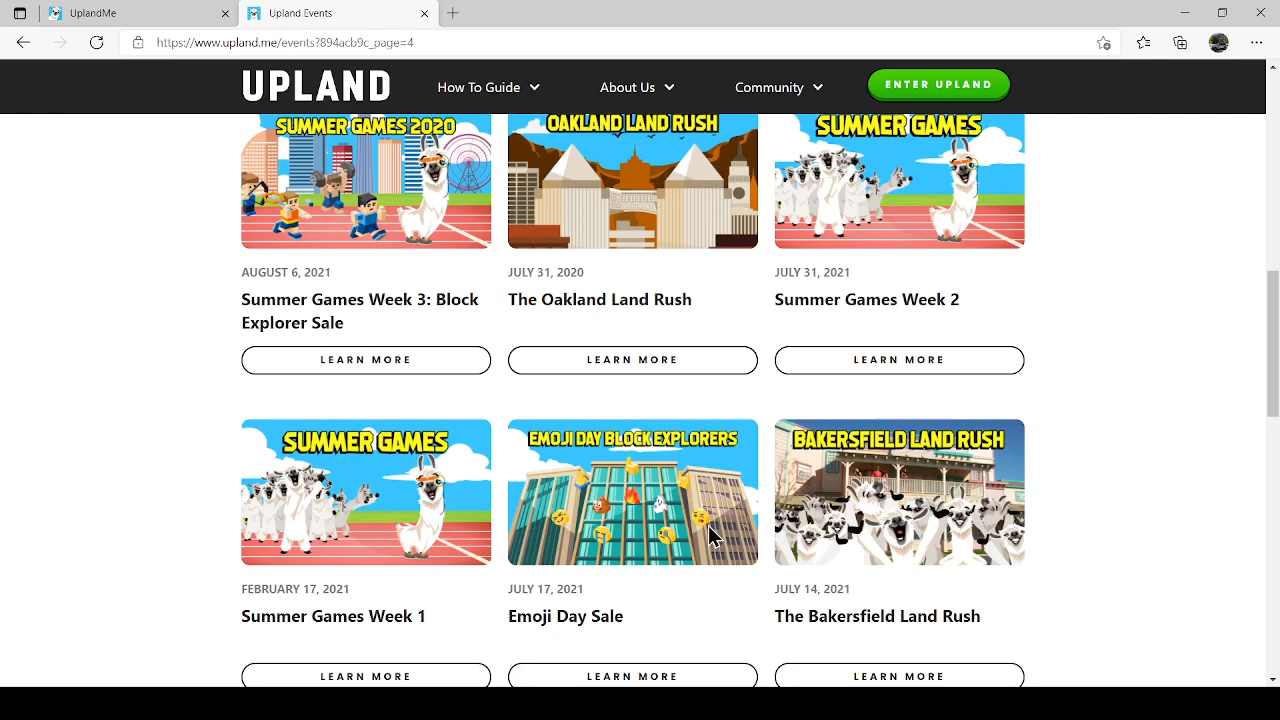 UplandMe
Upland Events
https://www.upland.me/events?894acb9c_page=4
UPLAND
How To Guide
About Us
Community
ENTER UPLAND
SUMMER GAMES 2020
OAKLAND LAND RUSH
SUMMER GAMES
AUGUST 6, 2021
JULY 31, 2020
JULY 31, 2021
Summer Games Week 3: Block
Explorer Sale
The Oakland Land Rush
Summer Games Week 2
LEARN MORE
LEARN MORE
LEARN MORE
SUMMER GAMES
EMOJI DAY BLOCK EXPLORERS
BAKERSFIELD LAND RUSH
FEBRUARY 17, 2021
JULY 17, 2021
JULY 14, 2021
Summer Games Week 1
Emoji Day Sale
The Bakersfield Land Rush
LEARN MORE
LEARN MORE
LEARN MORE